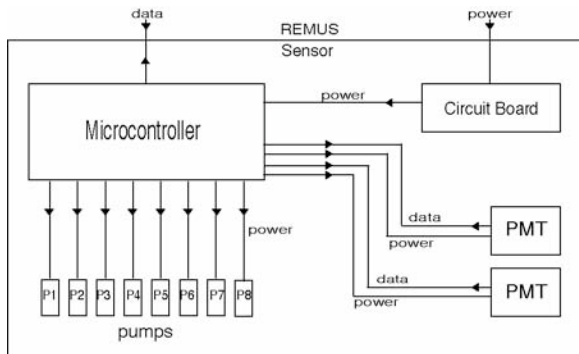 data
REMUS
power
Sensor
power
Circuit Board
Microcontroller
data
power
PMT
power
data
power
PMT
P1 P2 P3 P4 P5 P6 P7 P8
pumps